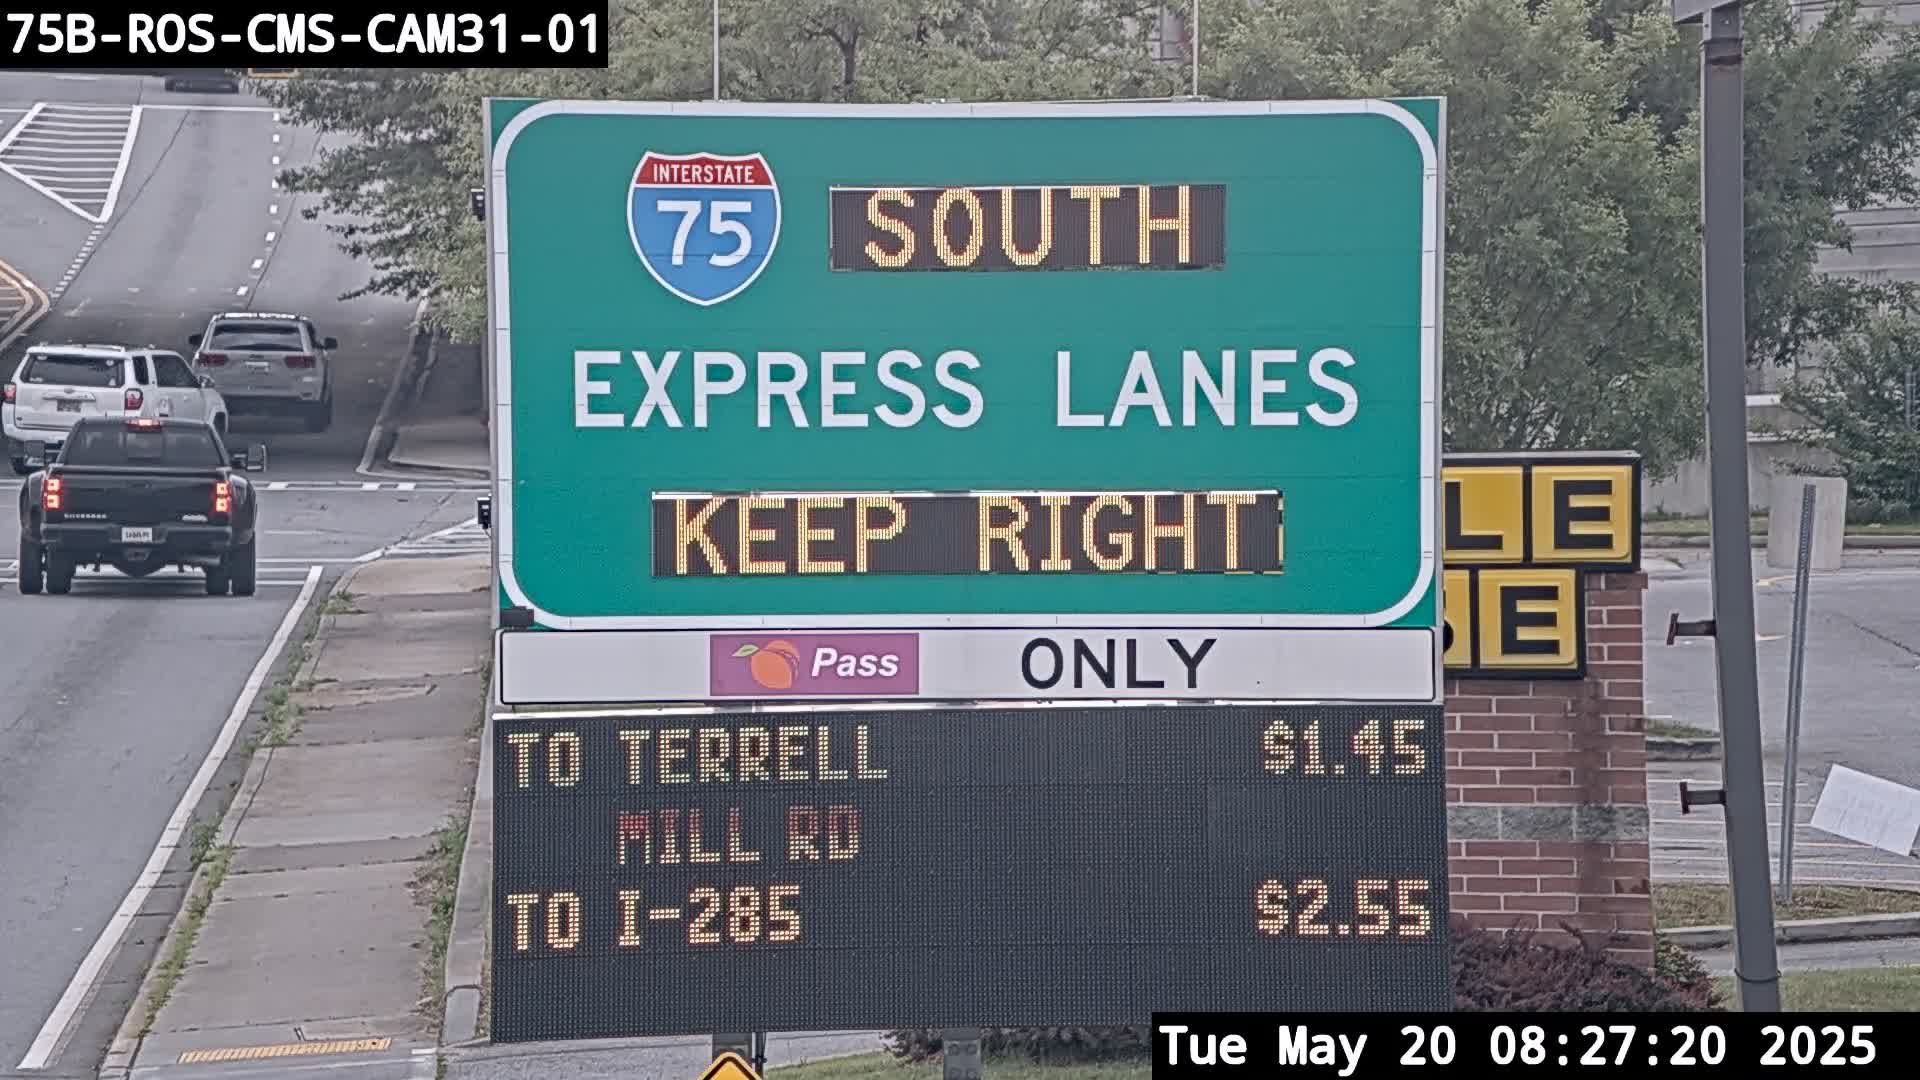 75B-ROS-CMS-CAM31-01
INTERSTATE
75
SOUTH
EXPRESS LANES
KEEP RIGHT
LE
E
Pass ONLY
TO TERRELL $1.45
MILL RD
TO I-285 $2.55
Tue May 20 08:27:20 2025